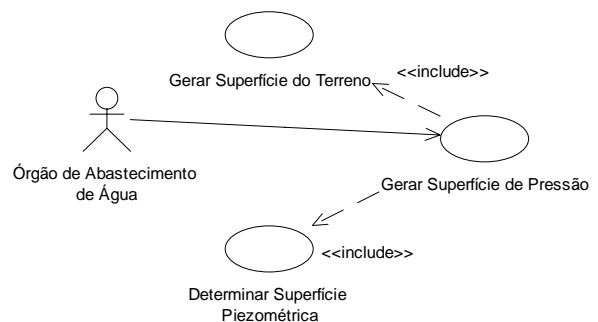 Gerar Superfície do Terreno
<<include>>
Órgão de Abastecimento
de Água
Gerar Superfície de Pressão
<<include>>
Determinar Superfície
Piezométrica